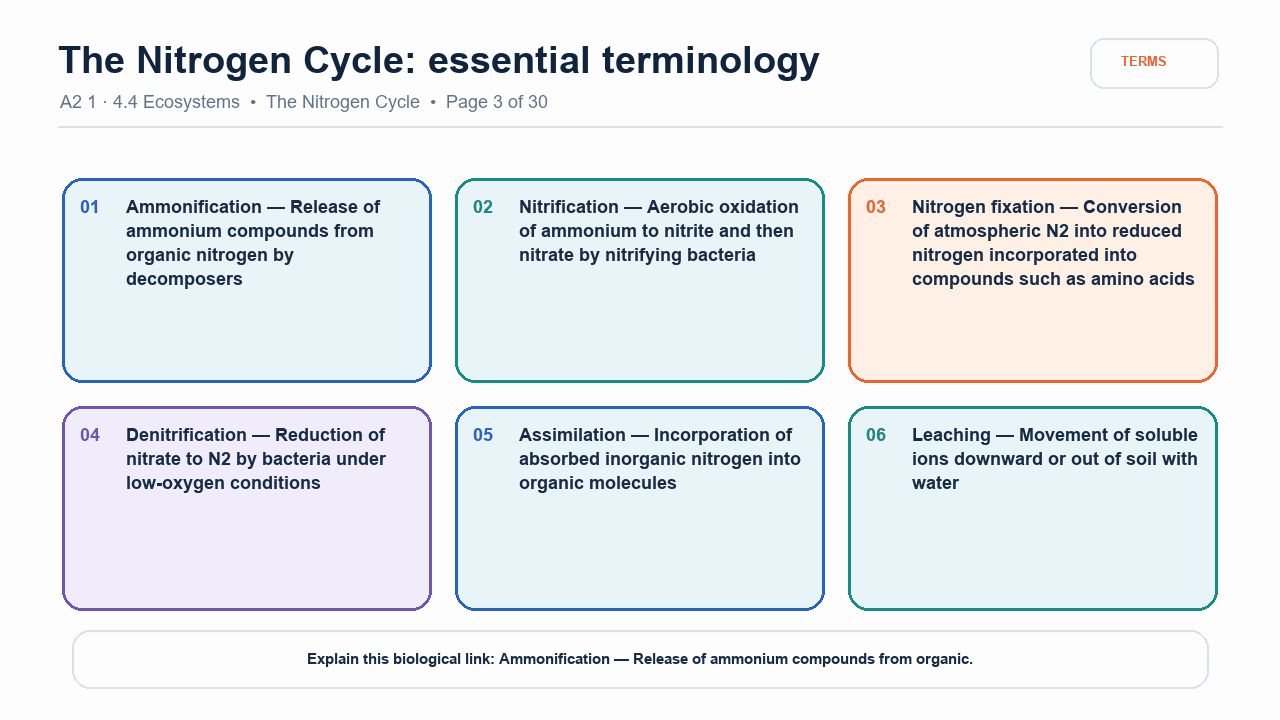 The Nitrogen Cycle: essential terminology
TERMS
A2 1 · 4.4 Ecosystems • The Nitrogen Cycle • Page 3 of 30
01 Ammonification — Release of
ammonium compounds from
organic nitrogen by
decomposers
02 Nitrification — Aerobic oxidation
of ammonium to nitrite and then
nitrate by nitrifying bacteria
03 Nitrogen fixation — Conversion
of atmospheric N2 into reduced
nitrogen incorporated into
compounds such as amino acids
04 Denitrification — Reduction of
nitrate to N2 by bacteria under
low-oxygen conditions
05 Assimilation — Incorporation of
absorbed inorganic nitrogen into
organic molecules
06 Leaching — Movement of soluble
ions downward or out of soil with
water
Explain this biological link: Ammonification — Release of ammonium compounds from organic.